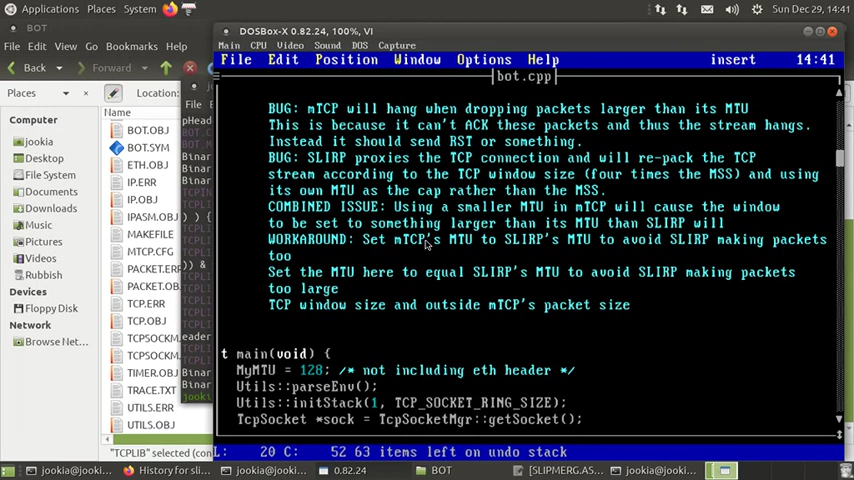 Applications Places System
Sun Dec 29, 14:41
BOT
File Edit View Go Bookmarks H
Back
Forward
Places
Location:
Computer
jookia
Desktop
File System
Documents
Downloads
Music
Pictures
Videos
Rubbish
Devices
Floppy Disk
Network
Browse Net...
Name
BOT.OBJ
BOT.SYM
ETH.OBJ
IP.ERR
IP.OBJ
IPASM.OBJ
MAKEFILE
MTCP.CFG
PACKET.ERR
PACKET.OBJ
TCP.ERR
TCP.OBJ
TCPSOCKM
TCPSOCKM
TIMER.OBJ
TRACE.TXT
UTILS.ERR
UTILS.OBJ
"TCPLIB" selected (con
File
pHead
Binar
Binar
) ) {
)) &
eader
Binar
jooki
DOSBox-X 0.82.24, 100%, VI
Main CPU Video Sound DOS Capture
File Edit Position Window Options Help insert 14:41
bot.cpp
BUG: mTCP will hang when dropping packets larger than its MTU
This is because it can't ACK these packets and thus the stream hangs.
Instead it should send RST or something.
BUG: SLIRP proxies the TCP connection and will re-pack the TCP
stream according to the TCP window size (four times the MSS) and using
its own MTU as the cap rather than the MSS.
COMBINED ISSUE: Using a smaller MTU in mTCP will cause the window
to be set to something larger than its MTU than SLIRP will
WORKAROUND: Set mTCP's MTU to SLIRP's MTU to avoid SLIRP making packets
too
Set the MTU here to equal SLIRP's MTU to avoid SLIRP making packets
too large
TCP window size and outside mTCP's packet size
t main(void) {
MyMTU = 128; /* not including eth header */
Utils::parseEnv();
Utils::initStack(1, TCP_SOCKET_RING_SIZE);
TcpSocket *sock = TcpSocketMgr::getSocket();
L: 20 C: 52 63 items left on undo stack
jookia@jooki...
History for sli...
jookia@jooki...
0.82.24
BOT
[SLIPMERG.AS...
jookia@jooki...